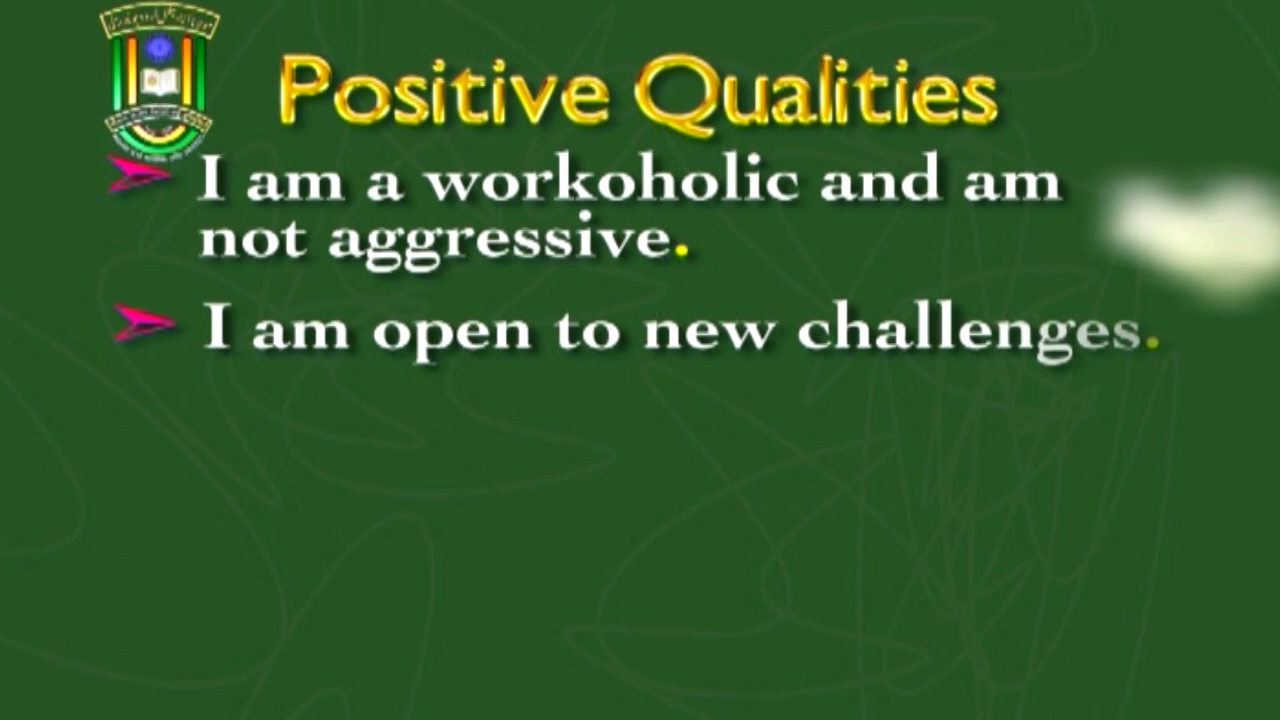 Positive Qualities
I am a workoholic and am
not aggressive.
I am open to new challenges.